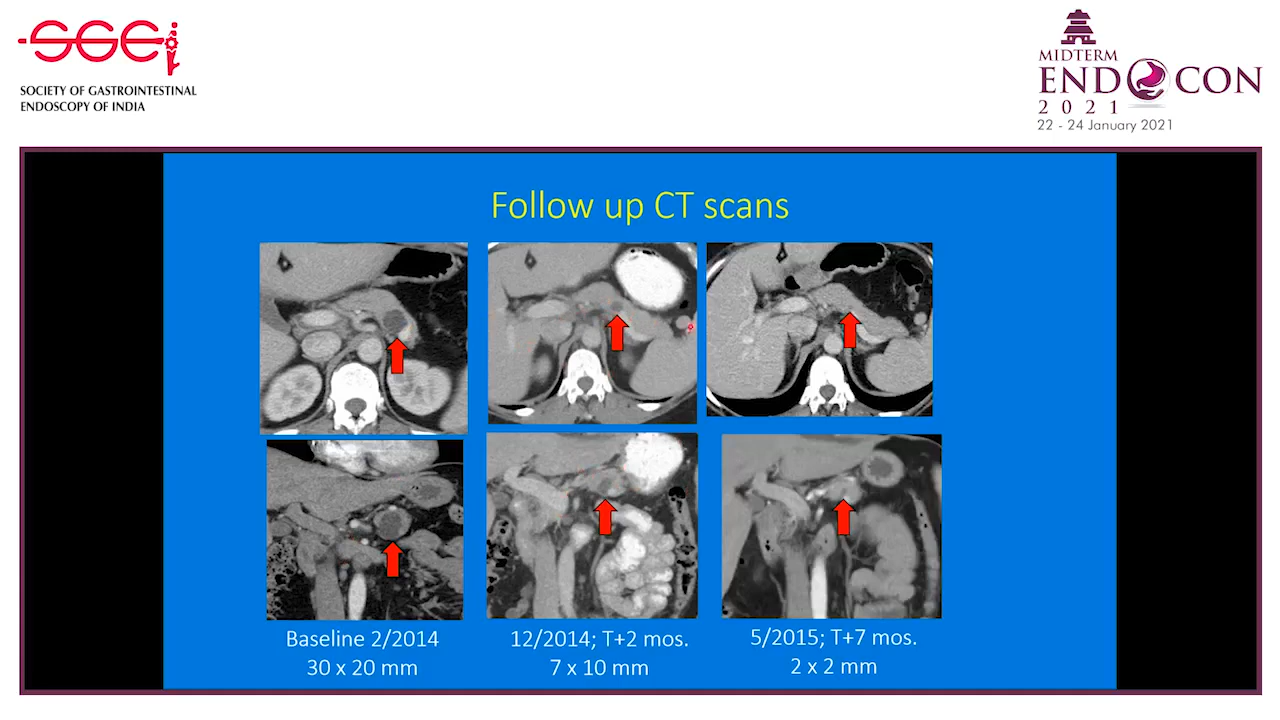 SGEi
SOCIETY OF GASTROINTESTINAL
ENDOSCOPY OF INDIA
MIDTERM
ENDOCON
2021
22 - 24 January 2021
Follow up CT scans
Baseline 2/2014
30 x 20 mm
12/2014; T+2 mos.
7 x 10 mm
5/2015; T+7 mos.
2 x 2 mm